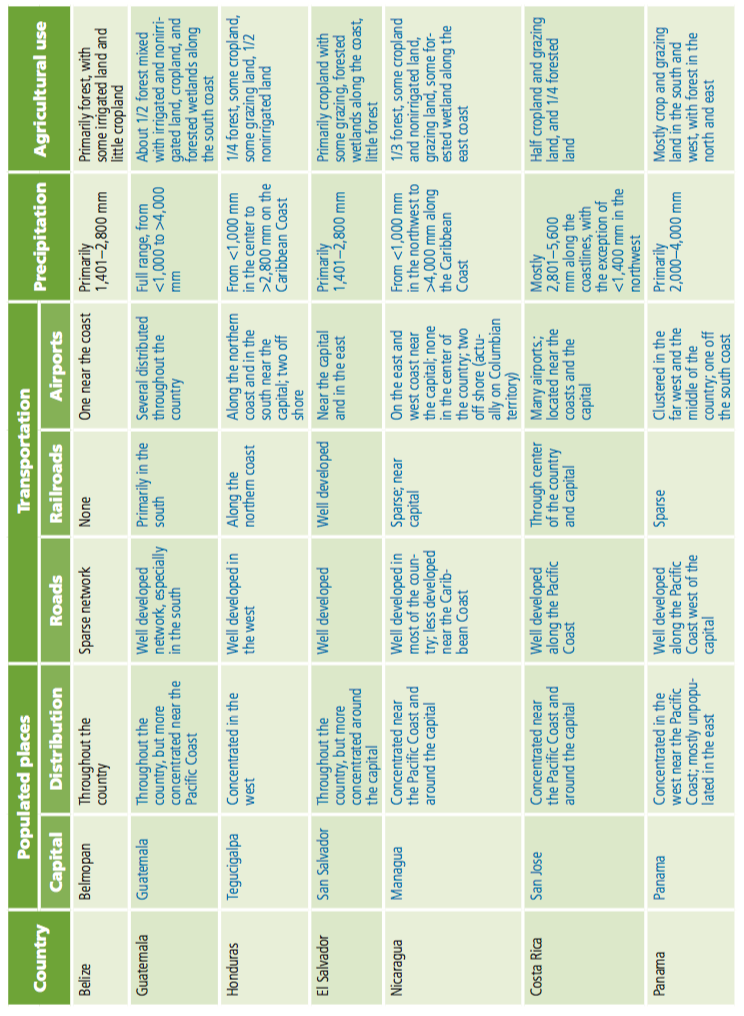 Country
Populated places
Transportation
Precipitation
Agricultural use
Capital
Distribution
Roads
Railroads
Airports
Belize
Belmopan
Throughout the
country
Sparse network
None
One near the coast
Primarily
1,401–2,800 mm
Primarily forest, with
some irrigated land and
little cropland
Guatemala
Guatemala
Throughout the
country, but more
concentrated near the
Pacific Coast
Well developed
network, especially
in the south
Primarily in the
south
Several distributed
throughout the
country
Full range, from
<1,000 to >4,000
mm
About 1/2 forest mixed
with irrigated and nonirri-
gated land, cropland, and
forested wetlands along
the south coast
Honduras
Tegucigalpa
Concentrated in the
west
Well developed in
the west
Along the
northern coast
Along the northern
coast and in the
south near the
capital; two off
shore
From <1,000 mm
in the center to
>2,800 mm on the
Caribbean Coast
1/4 forest, some cropland,
some grazing land, 1/2
nonirrigated land
El Salvador
San Salvador
Throughout the
country, but more
concentrated around
the capital
Well developed
Well developed
Near the capital
and in the east
Primarily
1,401–2,800 mm
Primarily cropland with
some grazing, forested
wetlands along the coast,
little forest
Nicaragua
Managua
Concentrated near
the Pacific Coast and
around the capital
Well developed in
most of the coun-
try, less developed
near the Carib-
bean Coast
Sparse; near
capital
On the east and
west coast near
the capital; none
in the center of
the country; two
off shore (actu-
ally on Columbian
territory)
From <1,000 mm
in the northwest to
>4,000 mm along
the Caribbean
Coast
1/3 forest, some cropland
and nonirrigated land,
grazing land, some for-
ested wetland along the
east coast
Costa Rica
San Jose
Concentrated near
the Pacific Coast and
around the capital
Well developed
along the Pacific
Coast
Through center
of the country
and capital
Many airports;
located near the
coasts and the
capital
Mostly
2,801–5,600
mm along the
coastlines, with
the exception of
<1,400 mm in the
northwest
Half cropland and grazing
land, and 1/4 forested
land
Panama
Panama
Concentrated in the
west near the Pacific
Coast; mostly unpopu-
lated in the east
Well developed
along the Pacific
Coast west of the
capital
Sparse
Clustered in the
far west and the
middle of the
country; one off
the south coast
Primarily
2,000–4,000 mm
Mostly crop and grazing
land in the south and
west, with forest in the
north and east